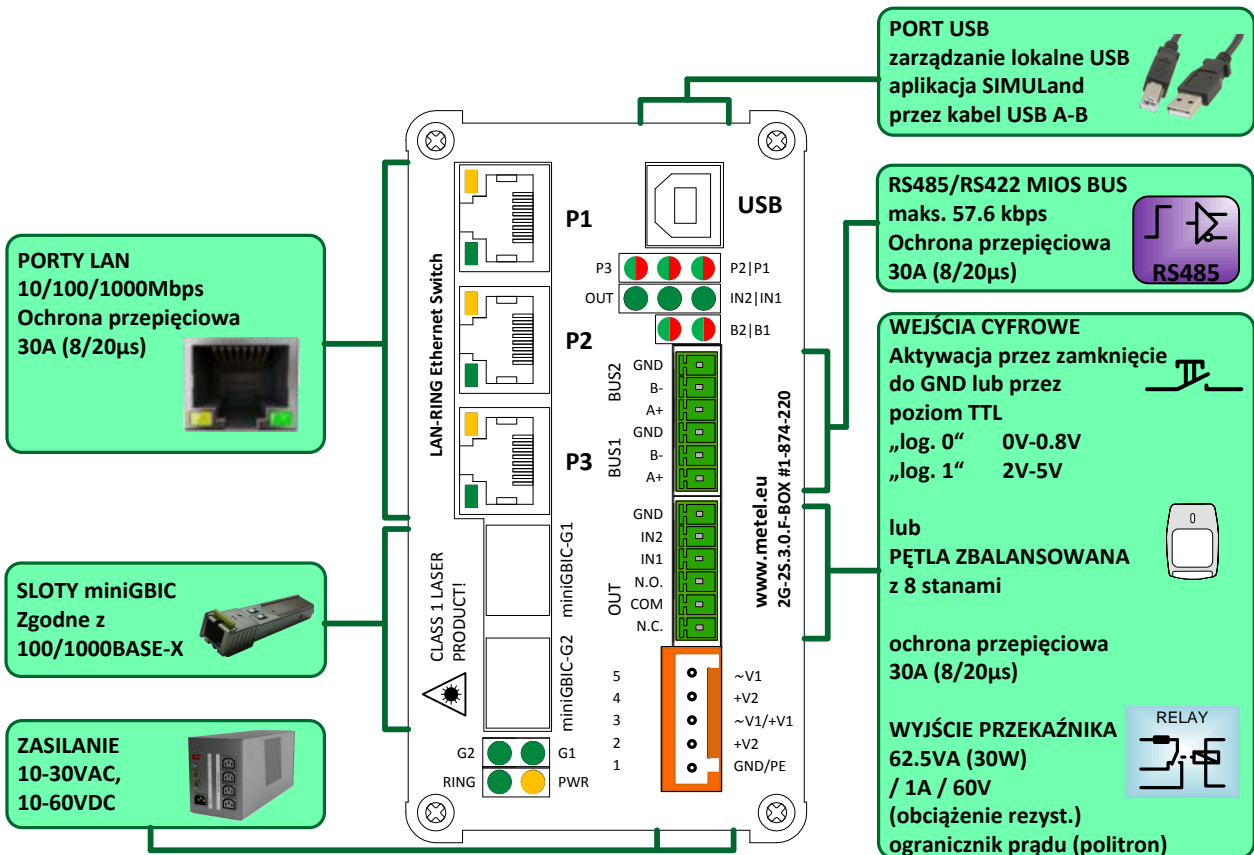 PORT USB
zarządzanie lokalne USB
aplikacja SIMULand
przez kabel USB A-B
RS485/RS422 MIOS BUS
maks. 57.6 kbps
Ochrona przepięciowa
30A (8/20µs)
RS485
WEJŚCIA CYFROWE
Aktywacja przez zamknięcie
do GND lub przez
poziom TTL
„log. 0“ 0V-0.8V
„log. 1“ 2V-5V
lub
PĘTLA ZBALANSOWANA
z 8 stanami
ochrona przepięciowa
30A (8/20µs)
WYJŚCIE PRZEKAŹNIKA
62.5VA (30W)
/ 1A / 60V
(obciążenie rezyst.)
ogranicznik prądu (politron)
RELAY
PORTY LAN
10/100/1000Mbps
Ochrona przepięciowa
30A (8/20µs)
SLOTY miniGBIC
Zgodne z
100/1000BASE-X
ZASILANIE
10-30VAC,
10-60VDC
LAN-RING Ethernet Switch
P1
P2
P3
USB
P3 P2|P1
OUT IN2|IN1
B2|B1
BUS2
GND
B-
A+
BUS1
GND
B-
A+
GND
IN2
IN1
OUT
N.O.
COM
N.C.
www.metel.eu
2G-2S.3.0.F-BOX #1-874-220
CLASS 1 LASER
PRODUCT!
miniGBIC-G1
miniGBIC-G2
5 ~V1
4 +V2
3 ~V1/+V1
2 +V2
1 GND/PE
G2 G1
RING PWR